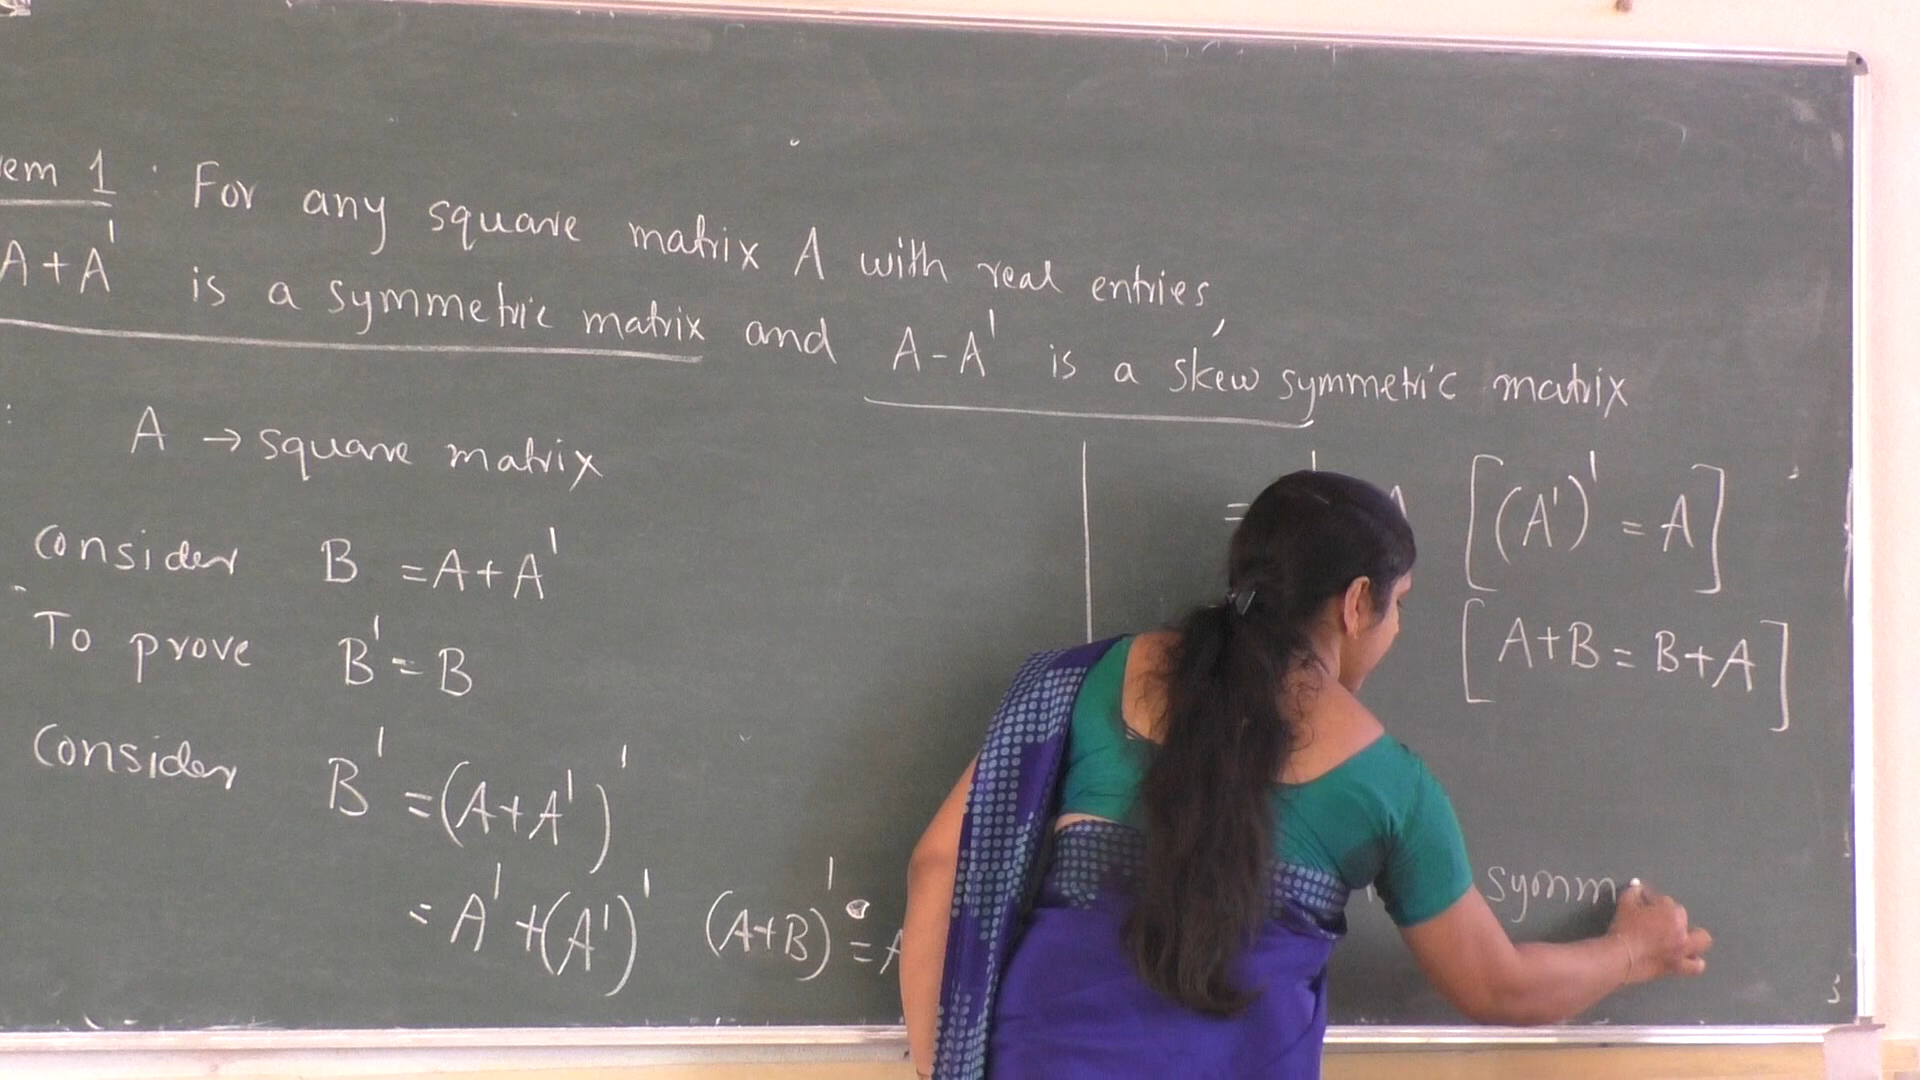 em 1 : For any square matrix A with real entries,
A+A' is a symmetric matrix and A-A' is a skew symmetric matrix
: A → square matrix
Consider B = A+A'
To prove B' = B
Consider B' = (A+A')'
= A'+(A')' (A+B)' = A
= A [(A')' = A]
[A+B = B+A]
symm